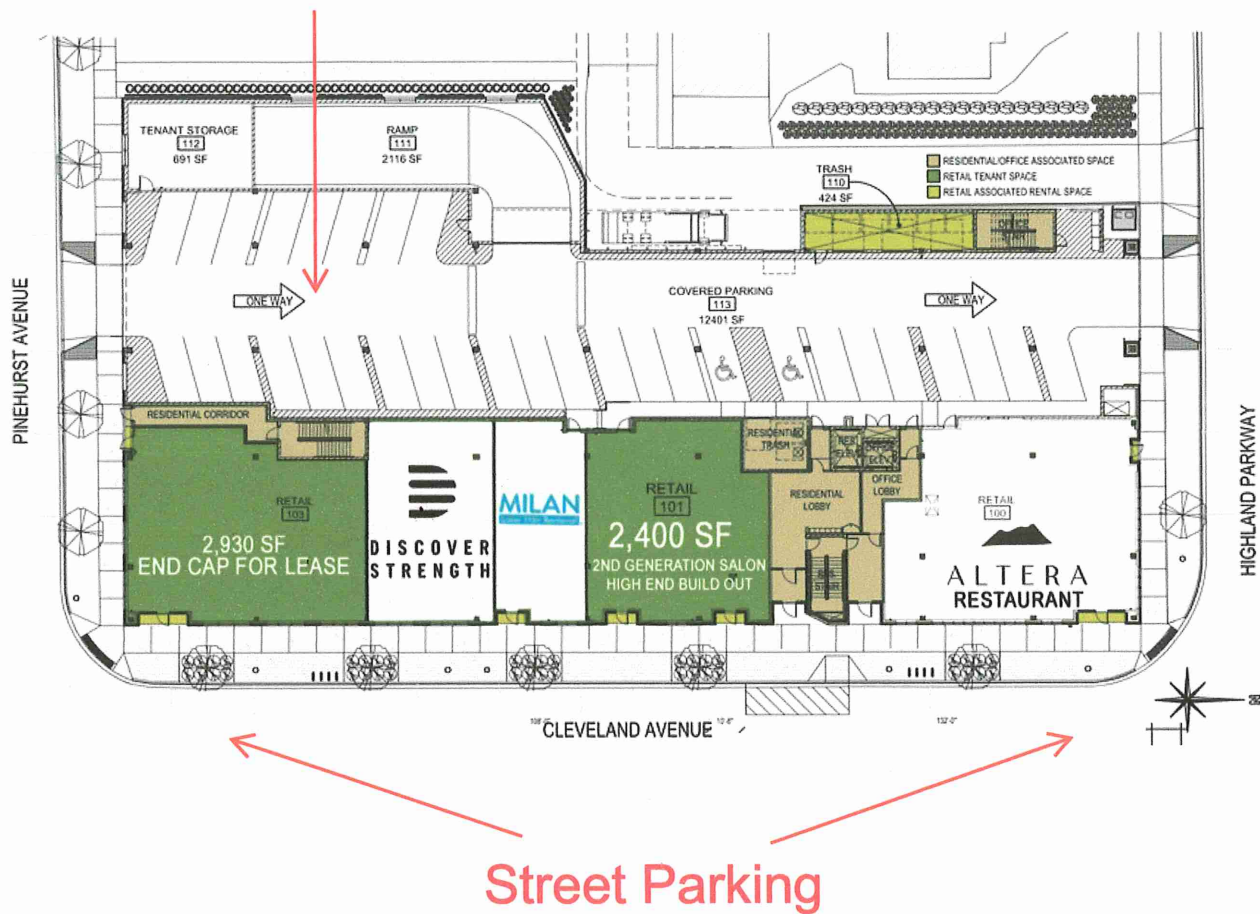 TENANT STORAGE
112
691 SF
RAMP
111
2116 SF
RESIDENTIAL/OFFICE ASSOCIATED SPACE
RETAIL TENANT SPACE
RETAIL ASSOCIATED RENTAL SPACE
TRASH
110
424 SF
PINEHURST AVENUE
ONE WAY
COVERED PARKING
113
12401 SF
ONE WAY
HIGHLAND PARKWAY
RESIDENTIAL CORRIDOR
RETAIL
103
2,930 SF
END CAP FOR LEASE
DISCOVER
STRENGTH
MILAN
RETAIL
101
2,400 SF
2ND GENERATION SALON
HIGH END BUILD OUT
RESIDENTIAL
TRASH
RESIDENTIAL
LOBBY
OFFICE
LOBBY
RETAIL
100
ALTERA
RESTAURANT
CLEVELAND AVENUE
132'-0"
Street Parking